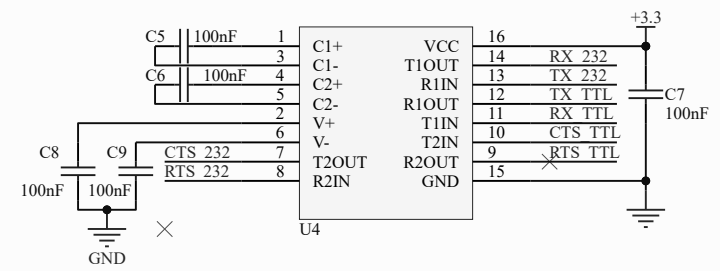 +3.3
C5 100nF 1 C1+ VCC 16
3 C1- T1OUT 14 RX_232
C6 100nF 4 C2+ R1IN 13 TX_232
5 C2- R1OUT 12 TX_TTL
C7
100nF
2 V+ T1IN 11 RX_TTL
6 V- T2IN 10 CTS_TTL
C8 C9 CTS_232 7 T2OUT R2OUT 9 RTS_TTL
100nF 100nF RTS_232 8 R2IN GND 15
U4
GND